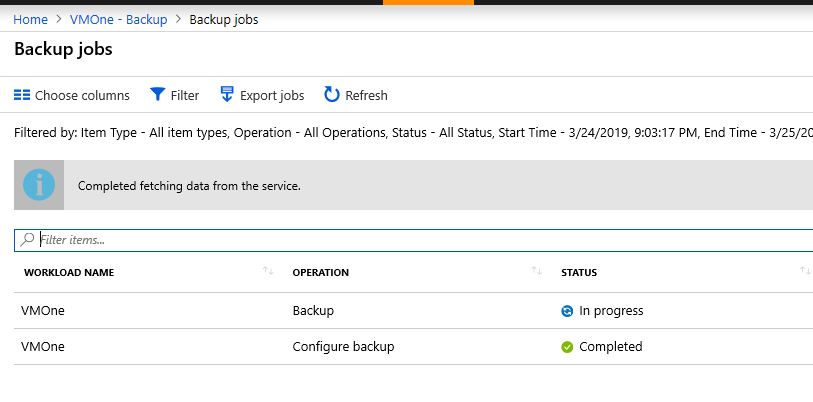 Home > VMOne - Backup > Backup jobs
Backup jobs
Choose columns Filter Export jobs Refresh
Filtered by: Item Type - All item types, Operation - All Operations, Status - All Status, Start Time - 3/24/2019, 9:03:17 PM, End Time - 3/25/20
Completed fetching data from the service.
Filter items...
WORKLOAD NAME OPERATION STATUS
VMOne Backup In progress
VMOne Configure backup Completed